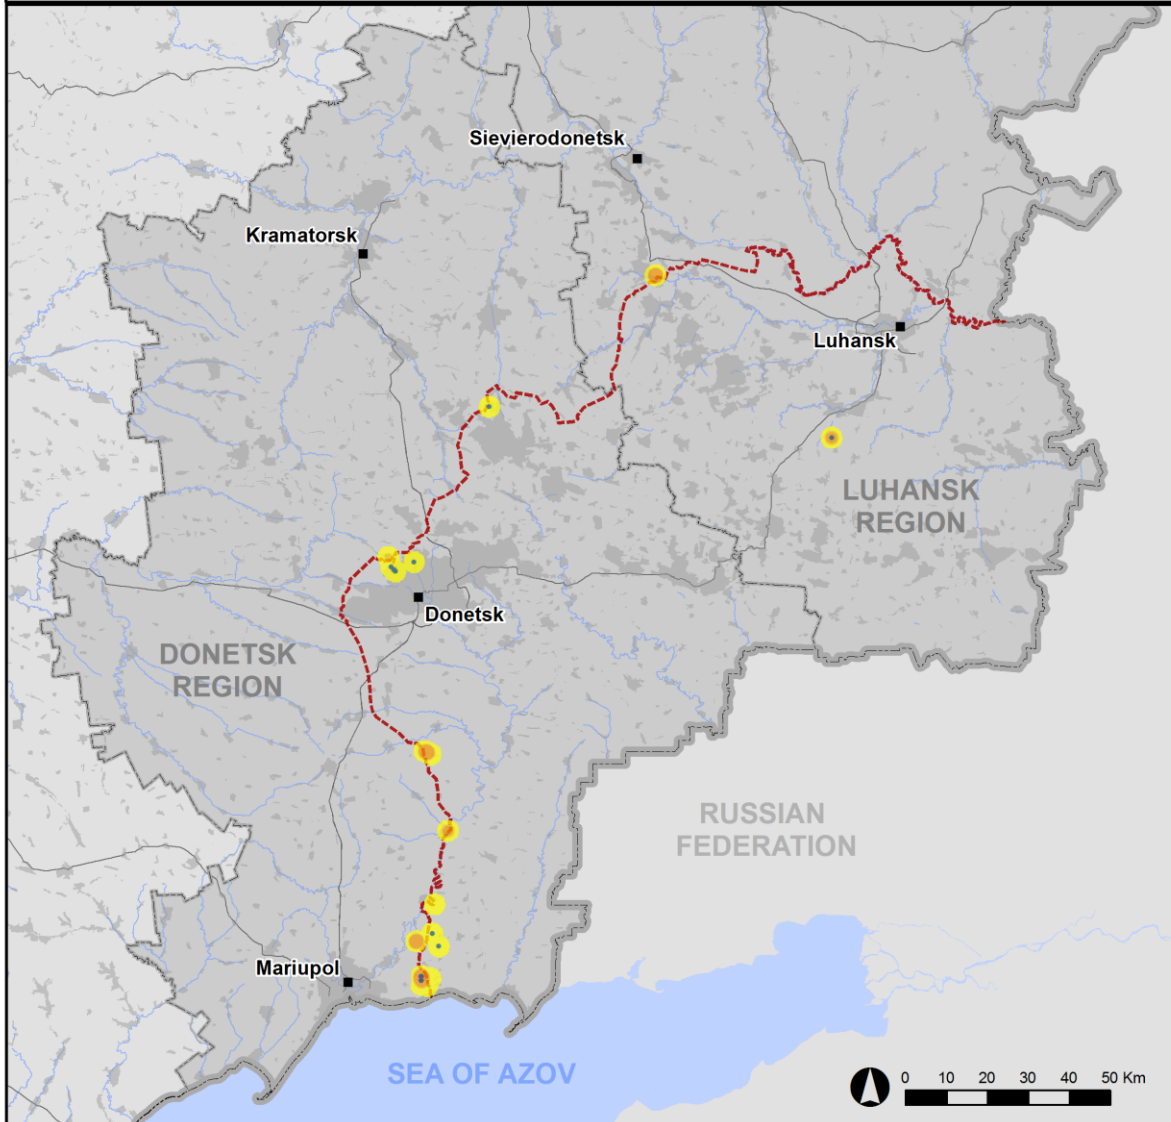 Sievierodonetsk
Kramatorsk
Luhansk
LUHANSK
REGION
Donetsk
DONETSK
REGION
RUSSIAN
FEDERATION
Mariupol
SEA OF AZOV
0 10 20 30 40 50 Km